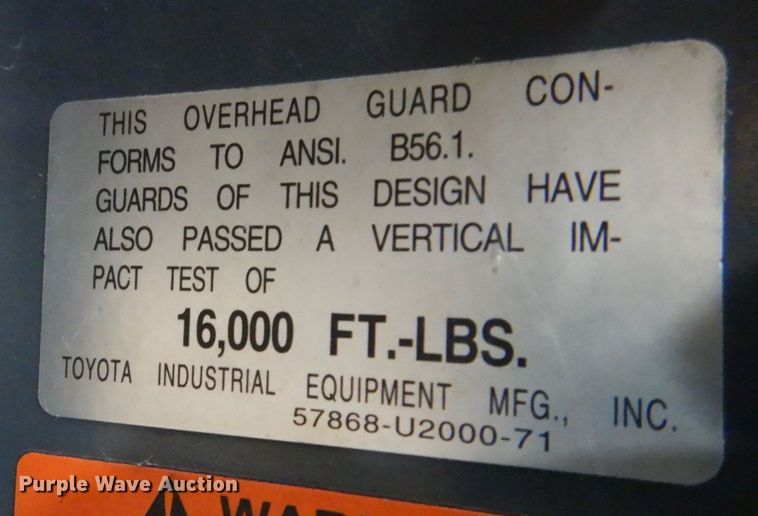 THIS OVERHEAD GUARD CON-
FORMS TO ANSI. B56.1.
GUARDS OF THIS DESIGN HAVE
ALSO PASSED A VERTICAL IM-
PACT TEST OF
16,000 FT.-LBS.
TOYOTA INDUSTRIAL EQUIPMENT MFG., INC.
57868-U2000-71
Purple Wave Auction